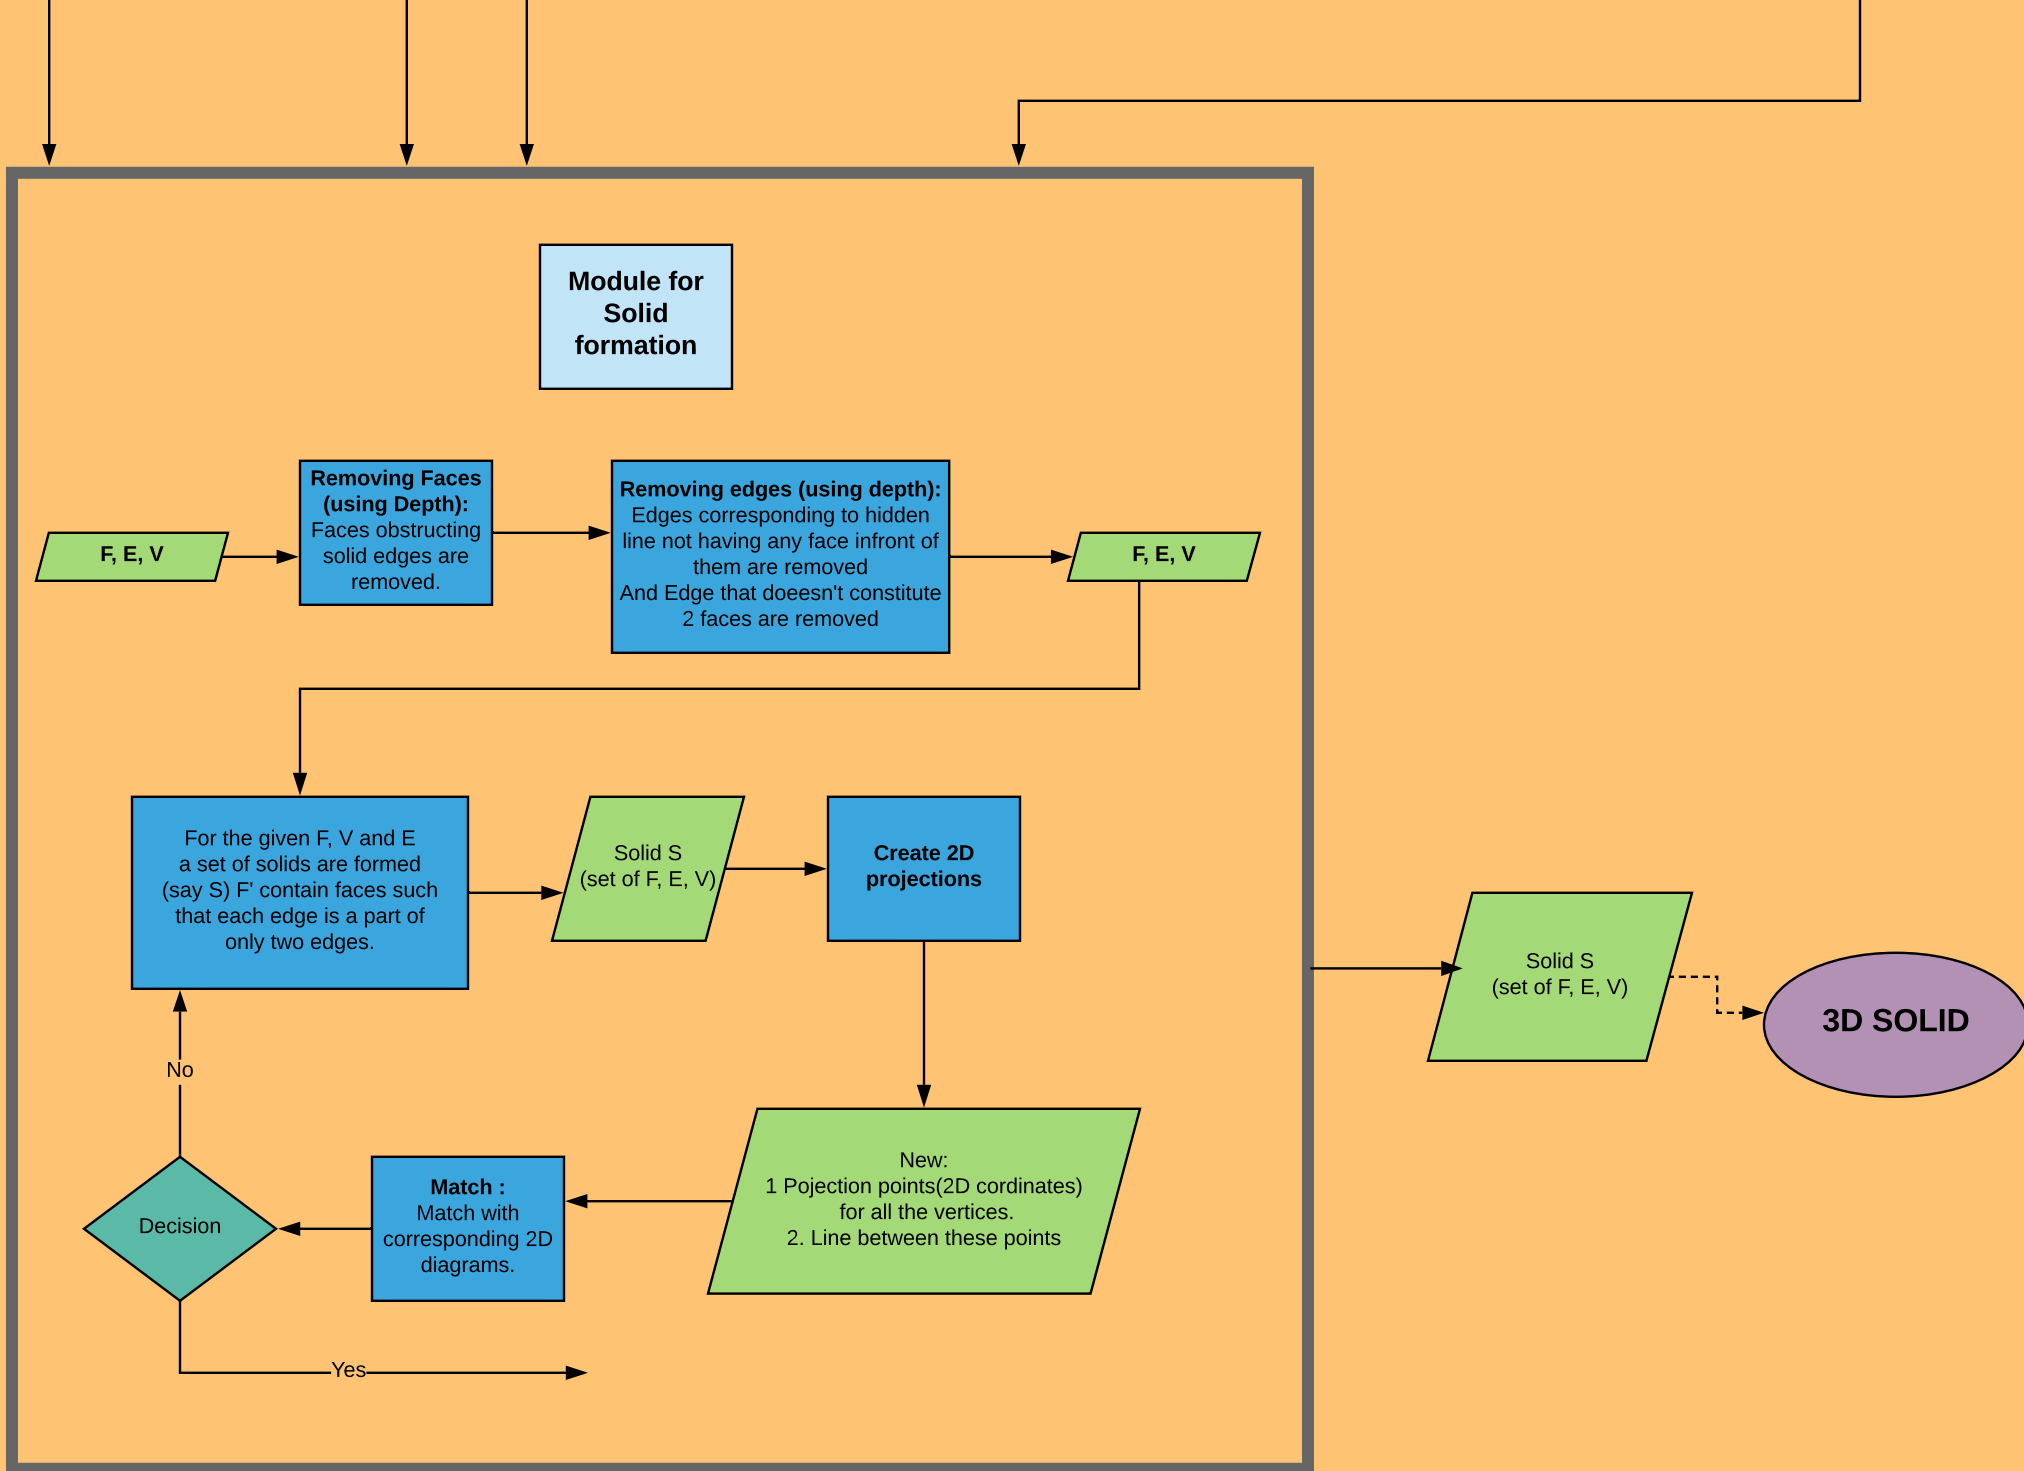 Module for
Solid
formation
F, E, V
Removing Faces
(using Depth):
Faces obstructing
solid edges are
removed.
Removing edges (using depth):
Edges corresponding to hidden
line not having any face infront of
them are removed
And Edge that doeesn't constitute
2 faces are removed
F, E, V
For the given F, V and E
a set of solids are formed
(say S) F' contain faces such
that each edge is a part of
only two edges.
Solid S
(set of F, E, V)
Create 2D
projections
Solid S
(set of F, E, V)
3D SOLID
No
New:
1 Pojection points(2D cordinates)
for all the vertices.
2. Line between these points
Match :
Match with
corresponding 2D
diagrams.
Decision
Yes